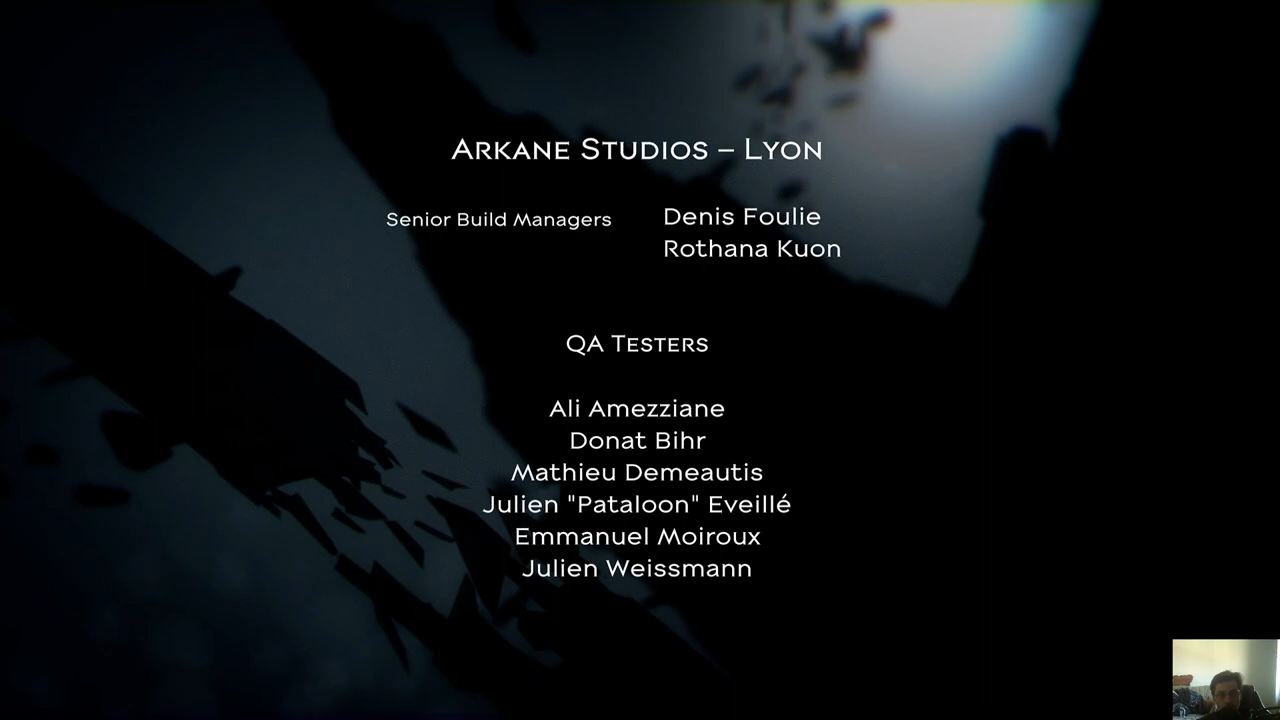 Arkane Studios – Lyon
Senior Build Managers Denis Foulie
Rothana Kuon
QA Testers
Ali Amezziane
Donat Bihr
Mathieu Demeautis
Julien "Pataloon" Eveillé
Emmanuel Moiroux
Julien Weissmann